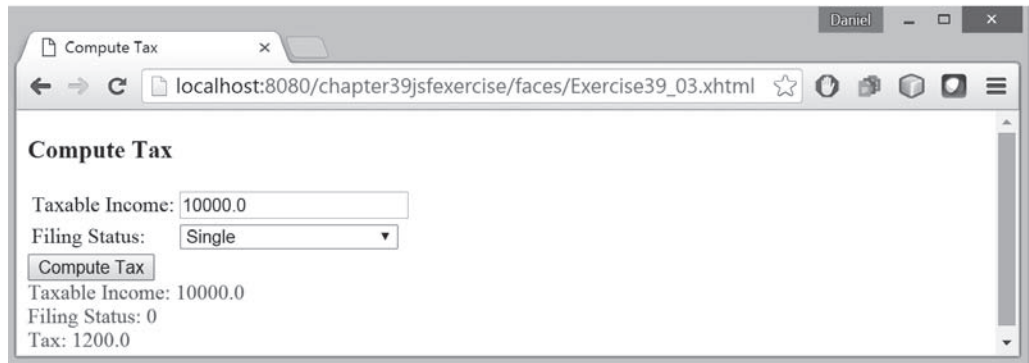 Daniel
Compute Tax
localhost:8080/chapter39jsfexercise/faces/Exercise39_03.xhtml
Compute Tax
Taxable Income: 10000.0
Filing Status: Single
Compute Tax
Taxable Income: 10000.0
Filing Status: 0
Tax: 1200.0